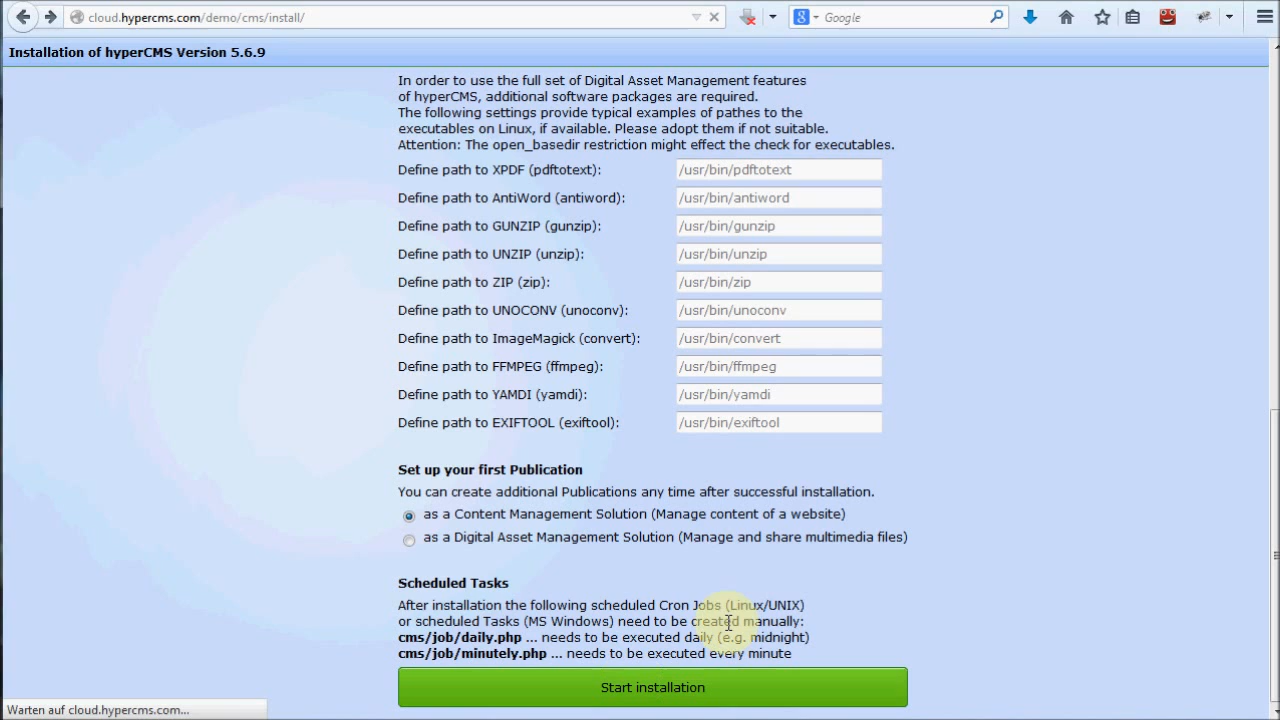 cloud.hypercms.com/demo/cms/install/
Google
Installation of hyperCMS Version 5.6.9
In order to use the full set of Digital Asset Management features
of hyperCMS, additional software packages are required.
The following settings provide typical examples of pathes to the
executables on Linux, if available. Please adopt them if not suitable.
Attention: The open_basedir restriction might effect the check for executables.
Define path to XPDF (pdftotext): /usr/bin/pdftotext
Define path to AntiWord (antiword): /usr/bin/antiword
Define path to GUNZIP (gunzip): /usr/bin/gunzip
Define path to UNZIP (unzip): /usr/bin/unzip
Define path to ZIP (zip): /usr/bin/zip
Define path to UNOCONV (unoconv): /usr/bin/unoconv
Define path to ImageMagick (convert): /usr/bin/convert
Define path to FFMPEG (ffmpeg): /usr/bin/ffmpeg
Define path to YAMDI (yamdi): /usr/bin/yamdi
Define path to EXIFTOOL (exiftool): /usr/bin/exiftool
Set up your first Publication
You can create additional Publications any time after successful installation.
as a Content Management Solution (Manage content of a website)
as a Digital Asset Management Solution (Manage and share multimedia files)
Scheduled Tasks
After installation the following scheduled Cron Jobs (Linux/UNIX)
or scheduled Tasks (MS Windows) need to be created manually:
cms/job/daily.php ... needs to be executed daily (e.g. midnight)
cms/job/minutely.php ... needs to be executed every minute
Start installation
Warten auf cloud.hypercms.com...